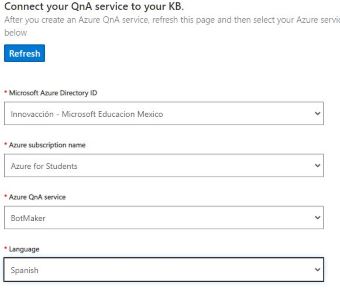 Connect your QnA service to your KB.
After you create an Azure QnA service, refresh this page and then select your Azure
below
Refresh
* Microsoft Azure Directory ID
Innovacción - Microsoft Educacion Mexico
* Azure subscription name
Azure for Students
* Azure QnA service
BotMaker
* Language
Spanish